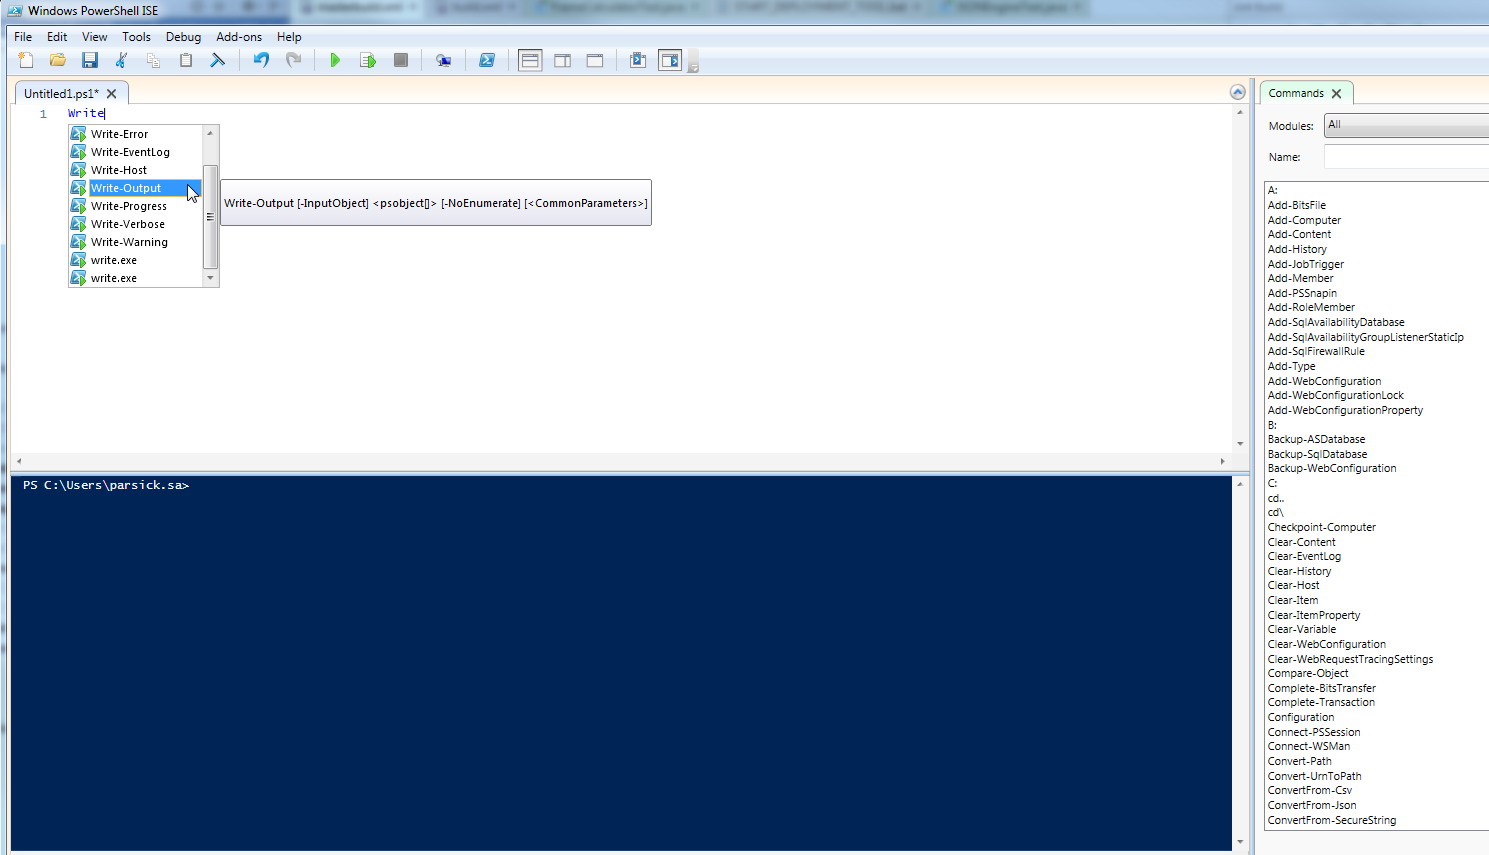 Windows PowerShell ISE
File Edit View Tools Debug Add-ons Help
Untitled1.ps1*
1 Write
Write-Error
Write-EventLog
Write-Host
Write-Output
Write-Progress
Write-Verbose
Write-Warning
write.exe
write.exe
Write-Output [-InputObject] <psobject[]> [-NoEnumerate] [<CommonParameters>]
PS C:\Users\parsick.sa>
Commands
Modules: All
Name:
A:
Add-BitsFile
Add-Computer
Add-Content
Add-History
Add-JobTrigger
Add-Member
Add-PSSnapin
Add-RoleMember
Add-SqlAvailabilityDatabase
Add-SqlAvailabilityGroupListenerStaticIp
Add-SqlFirewallRule
Add-Type
Add-WebConfiguration
Add-WebConfigurationLock
Add-WebConfigurationProperty
B:
Backup-ASDatabase
Backup-SqlDatabase
Backup-WebConfiguration
C:
cd..
cd\
Checkpoint-Computer
Clear-Content
Clear-EventLog
Clear-History
Clear-Host
Clear-Item
Clear-ItemProperty
Clear-Variable
Clear-WebConfiguration
Clear-WebRequestTracingSettings
Compare-Object
Complete-BitsTransfer
Complete-Transaction
Configuration
Connect-PSSession
Connect-WSMan
Convert-Path
Convert-UrnToPath
ConvertFrom-Csv
ConvertFrom-Json
ConvertFrom-SecureString